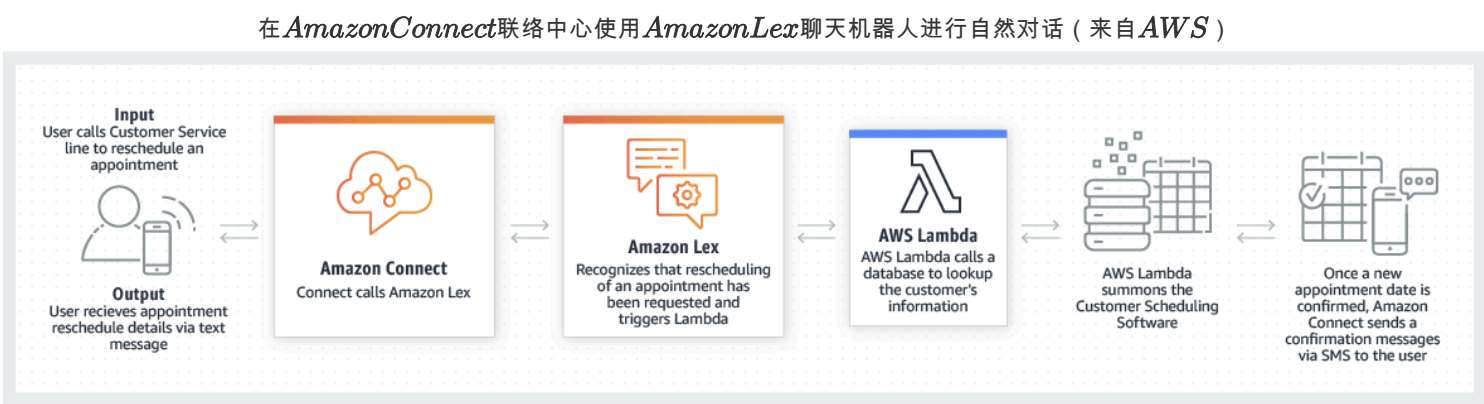 在AmazonConnect联络中心使用AmazonLex聊天机器人进行自然对话（来自AWS）
Input
User calls Customer Service
line to reschedule an
appointment
Output
User recieves appointment
reschedule details via text
message
Amazon Connect
Connect calls Amazon Lex
Amazon Lex
Recognizes that rescheduling
of an appointment has
been requested and
triggers Lambda
AWS Lambda
AWS Lambda calls a
database to lookup
the customer's
information
AWS Lambda
summons the
Customer Scheduling
Software
Once a new
appointment date is
confirmed, Amazon
Connect sends a
confirmation messages
via SMS to the user